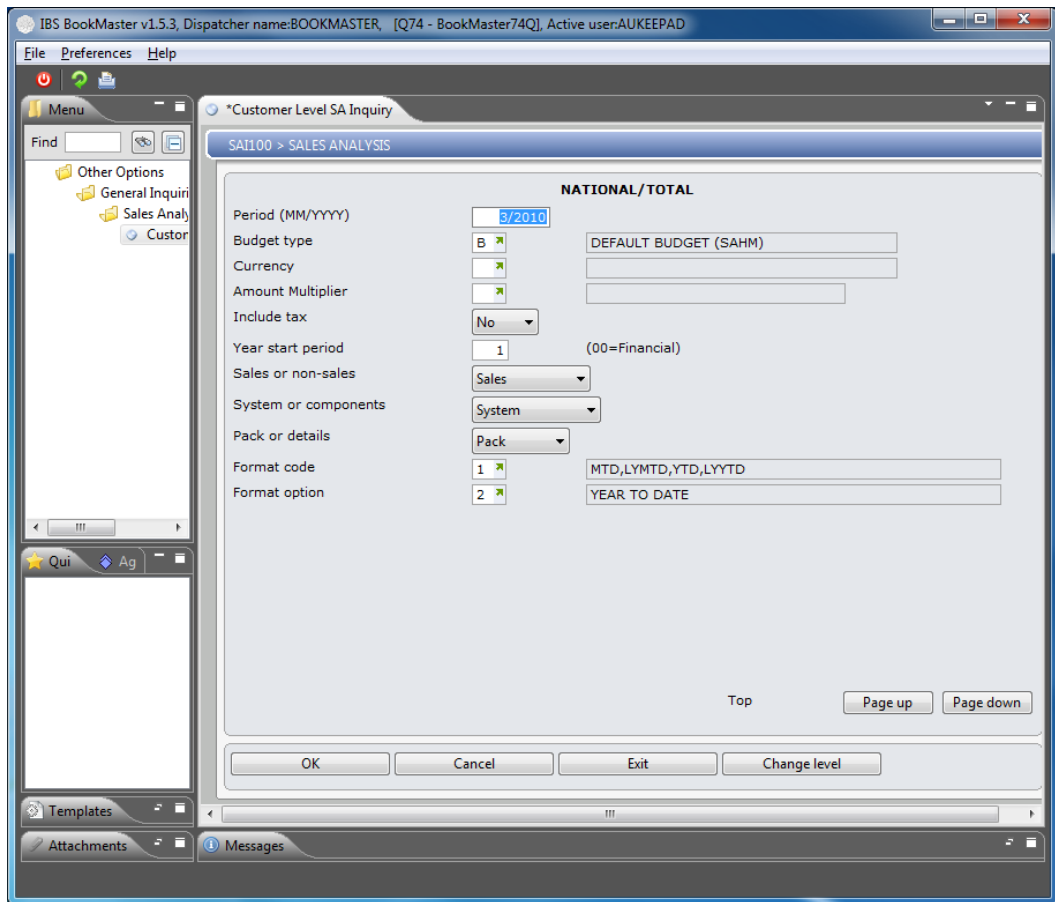 IBS BookMaster v1.5.3, Dispatcher name:BOOKMASTER, [Q74 - BookMaster74Q], Active user:AUKEEPAD
File Preferences Help
Menu
*Customer Level SA Inquiry
Find
SAI100 > SALES ANALYSIS
Other Options
General Inquiri
Sales Analy
Custor
NATIONAL/TOTAL
Period (MM/YYYY) 3/2010
Budget type B DEFAULT BUDGET (SAHM)
Currency
Amount Multiplier
Include tax No
Year start period 1 (00=Financial)
Sales or non-sales Sales
System or components System
Pack or details Pack
Format code 1 MTD,LYMTD,YTD,LYYTD
Format option 2 YEAR TO DATE
Qui Ag
Top Page up Page down
OK Cancel Exit Change level
Templates
Attachments Messages